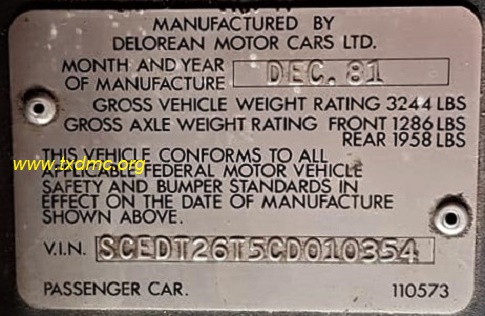 MANUFACTURED BY
DELOREAN MOTOR CARS LTD.
MONTH AND YEAR
OF MANUFACTURE DEC. 81
GROSS VEHICLE WEIGHT RATING 3244 LBS
GROSS AXLE WEIGHT RATING FRONT 1286 LBS
REAR 1958 LBS
THIS VEHICLE CONFORMS TO ALL
www.txdmc.org
APPLICABLE FEDERAL MOTOR VEHICLE
SAFETY AND BUMPER STANDARDS IN
EFFECT ON THE DATE OF MANUFACTURE
SHOWN ABOVE.
V.I.N. SCEDT26T5CD010354
PASSENGER CAR. 110573